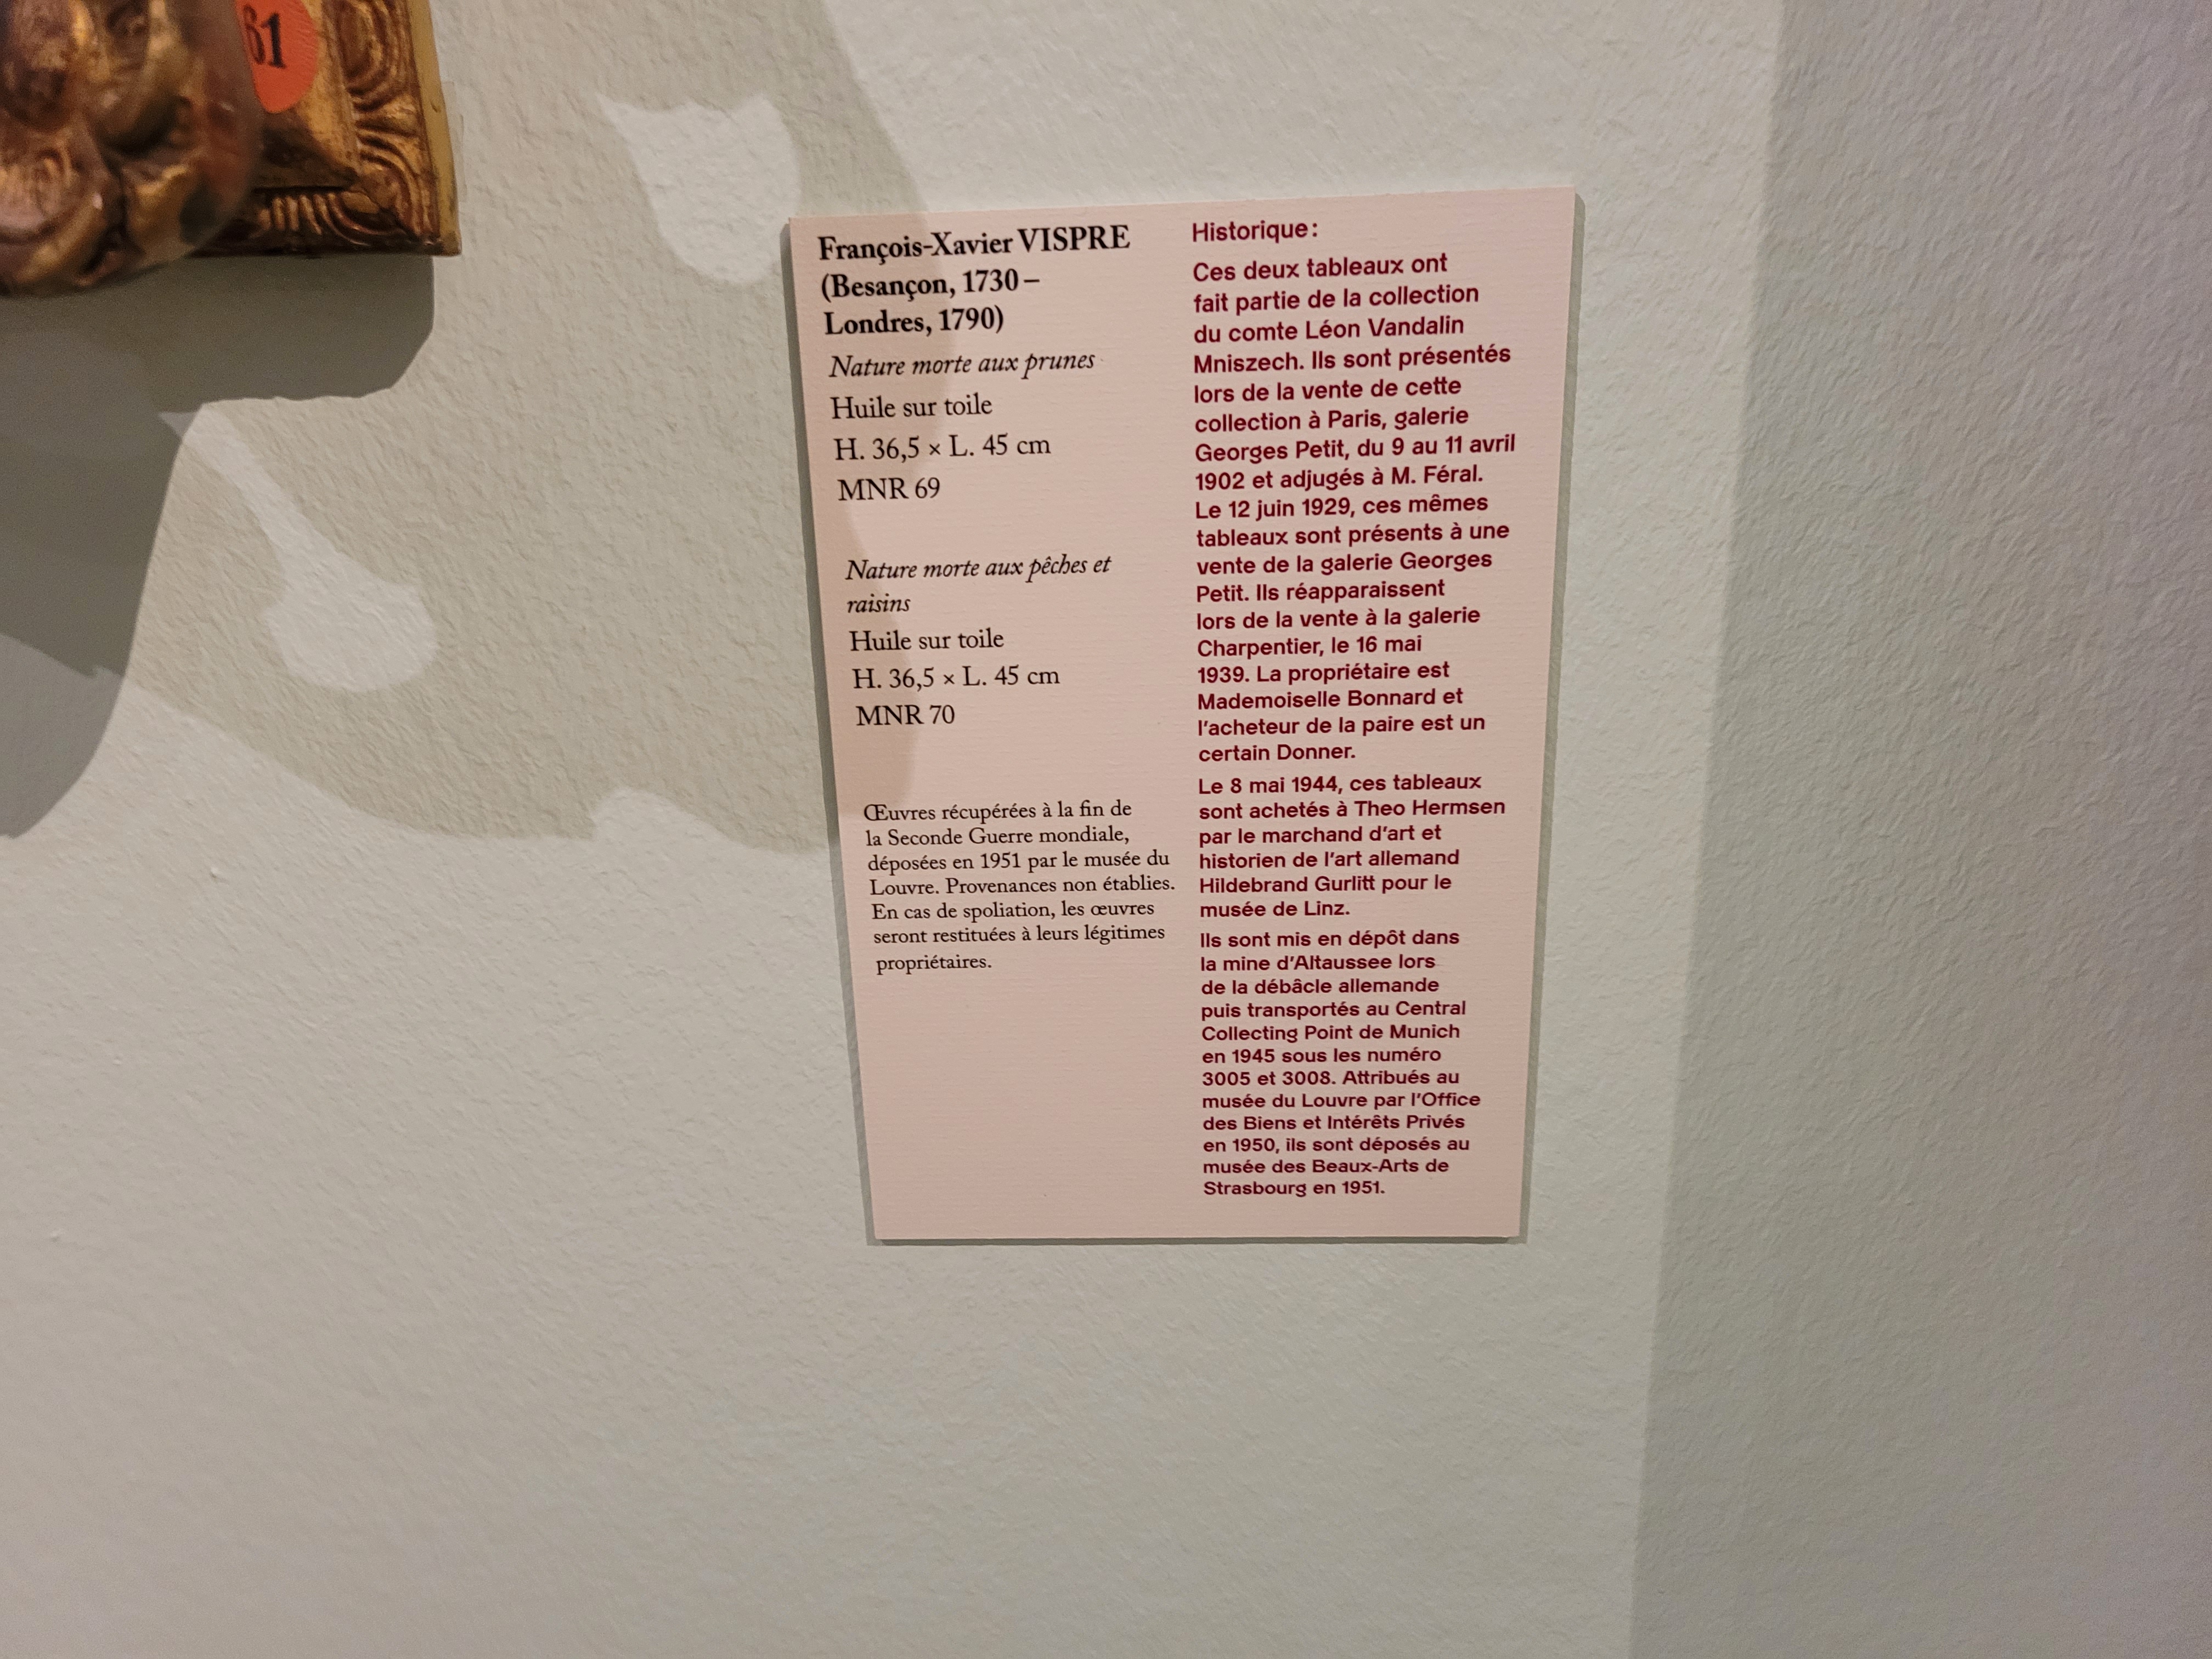 61
François-Xavier VISPRE
(Besançon, 1730 –
Londres, 1790)
Nature morte aux prunes
Huile sur toile
H. 36,5 × L. 45 cm
MNR 69
Nature morte aux pêches et
raisins
Huile sur toile
H. 36,5 × L. 45 cm
MNR 70
Œuvres récupérées à la fin de
la Seconde Guerre mondiale,
déposées en 1951 par le musée du
Louvre. Provenances non établies.
En cas de spoliation, les œuvres
seront restituées à leurs légitimes
propriétaires.
Historique :
Ces deux tableaux ont
fait partie de la collection
du comte Léon Vandalin
Mniszech. Ils sont présentés
lors de la vente de cette
collection à Paris, galerie
Georges Petit, du 9 au 11 avril
1902 et adjugés à M. Féral.
Le 12 juin 1929, ces mêmes
tableaux sont présents à une
vente de la galerie Georges
Petit. Ils réapparaissent
lors de la vente à la galerie
Charpentier, le 16 mai
1939. La propriétaire est
Mademoiselle Bonnard et
l'acheteur de la paire est un
certain Donner.
Le 8 mai 1944, ces tableaux
sont achetés à Theo Hermsen
par le marchand d'art et
historien de l'art allemand
Hildebrand Gurlitt pour le
musée de Linz.
Ils sont mis en dépôt dans
la mine d'Altaussee lors
de la débâcle allemande
puis transportés au Central
Collecting Point de Munich
en 1945 sous les numéro
3005 et 3008. Attribués au
musée du Louvre par l'Office
des Biens et Intérêts Privés
en 1950, ils sont déposés au
musée des Beaux-Arts de
Strasbourg en 1951.